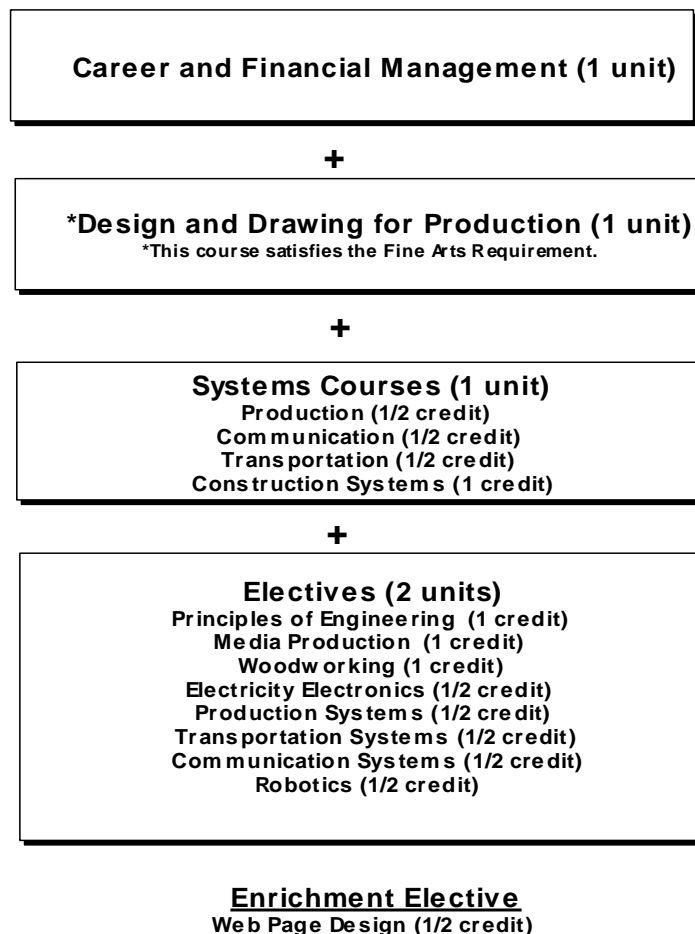 Career and Financial Management (1 unit)
+
*Design and Drawing for Production (1 unit)
*This course satisfies the Fine Arts Requirement.
+
Systems Courses (1 unit)
Production (1/2 credit)
Communication (1/2 credit)
Transportation (1/2 credit)
Construction Systems (1 credit)
+
Electives (2 units)
Principles of Engineering (1 credit)
Media Production (1 credit)
Woodworking (1 credit)
Electricity Electronics (1/2 credit)
Production Systems (1/2 credit)
Transportation Systems (1/2 credit)
Communication Systems (1/2 credit)
Robotics (1/2 credit)
Enrichment Elective
Web Page Design (1/2 credit)